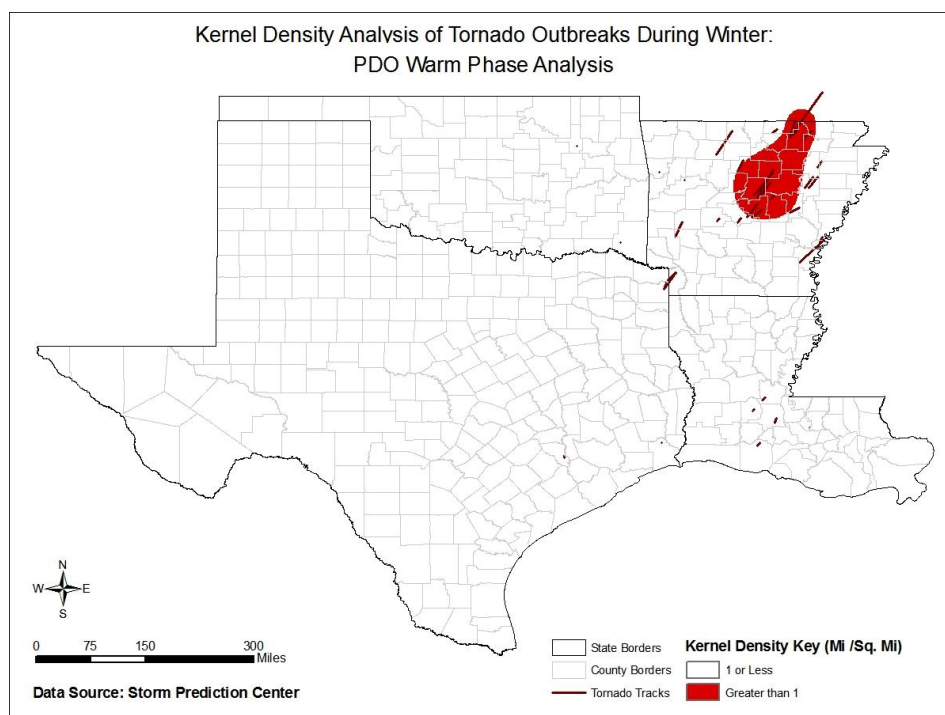 Kernel Density Analysis of Tornado Outbreaks During Winter:
PDO Warm Phase Analysis
N
W E
S
0 75 150 300
Miles
Data Source: Storm Prediction Center
State Borders
County Borders
Tornado Tracks
Kernel Density Key (Mi /Sq. Mi)
1 or Less
Greater than 1